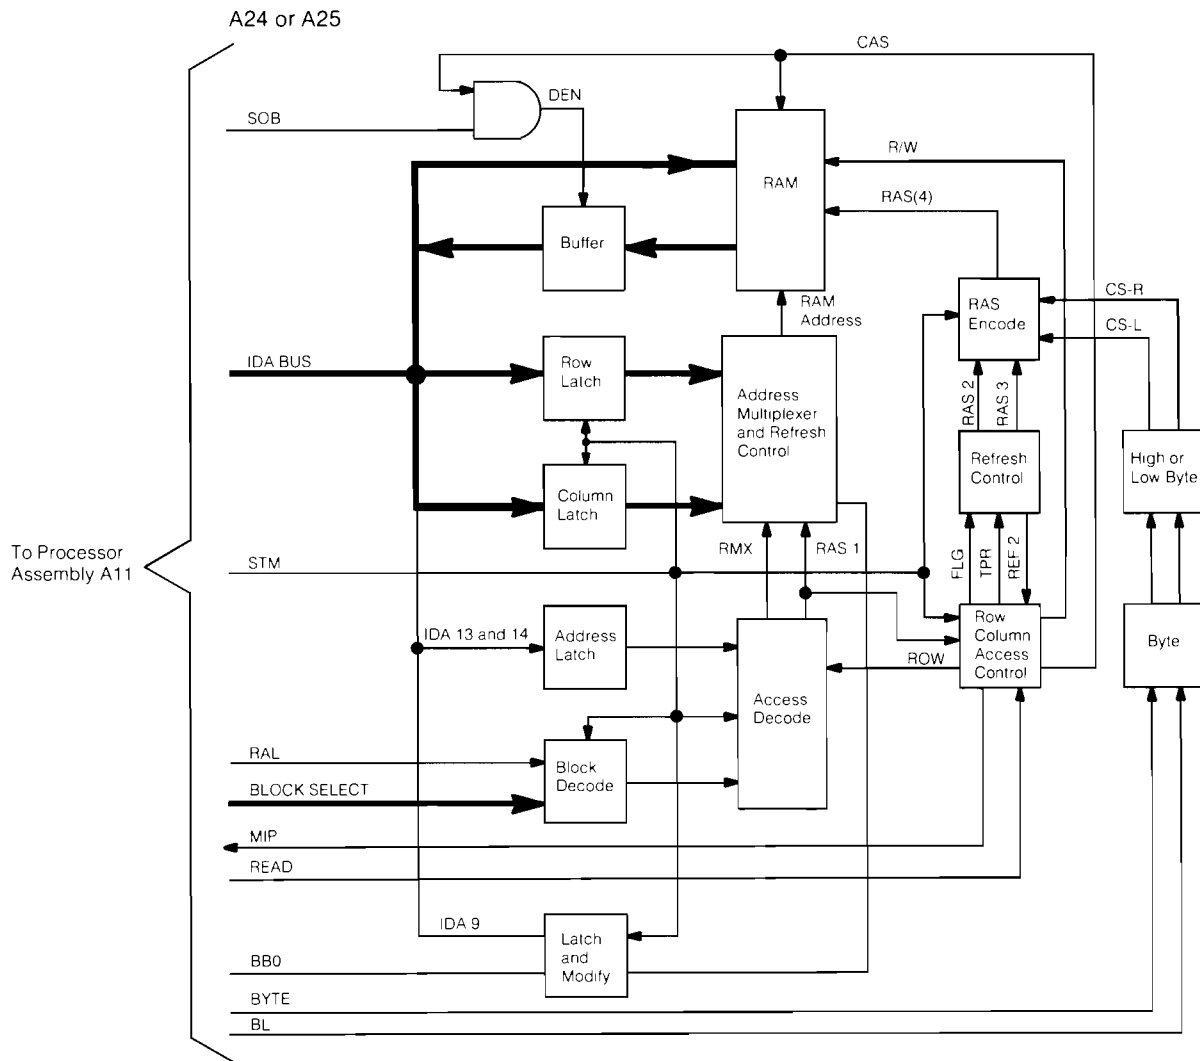 A24 or A25
CAS
DEN
SOB
R/W
RAM
RAS(4)
Buffer
CS-R
RAM
Address
RAS
Encode
CS-L
IDA BUS
Row
Latch
Address
Multiplexer
and Refresh
Control
RAS 2
RAS 3
Refresh
Control
High or
Low Byte
Column
Latch
RMX
RAS 1
To Processor
Assembly A11
STM
FLG
TPR
REF 2
IDA 13 and 14
Address
Latch
Row
Column
Access
Control
Byte
ROW
Access
Decode
RAL
Block
Decode
BLOCK SELECT
MIP
READ
IDA 9
Latch
and
Modify
BB0
BYTE
BL